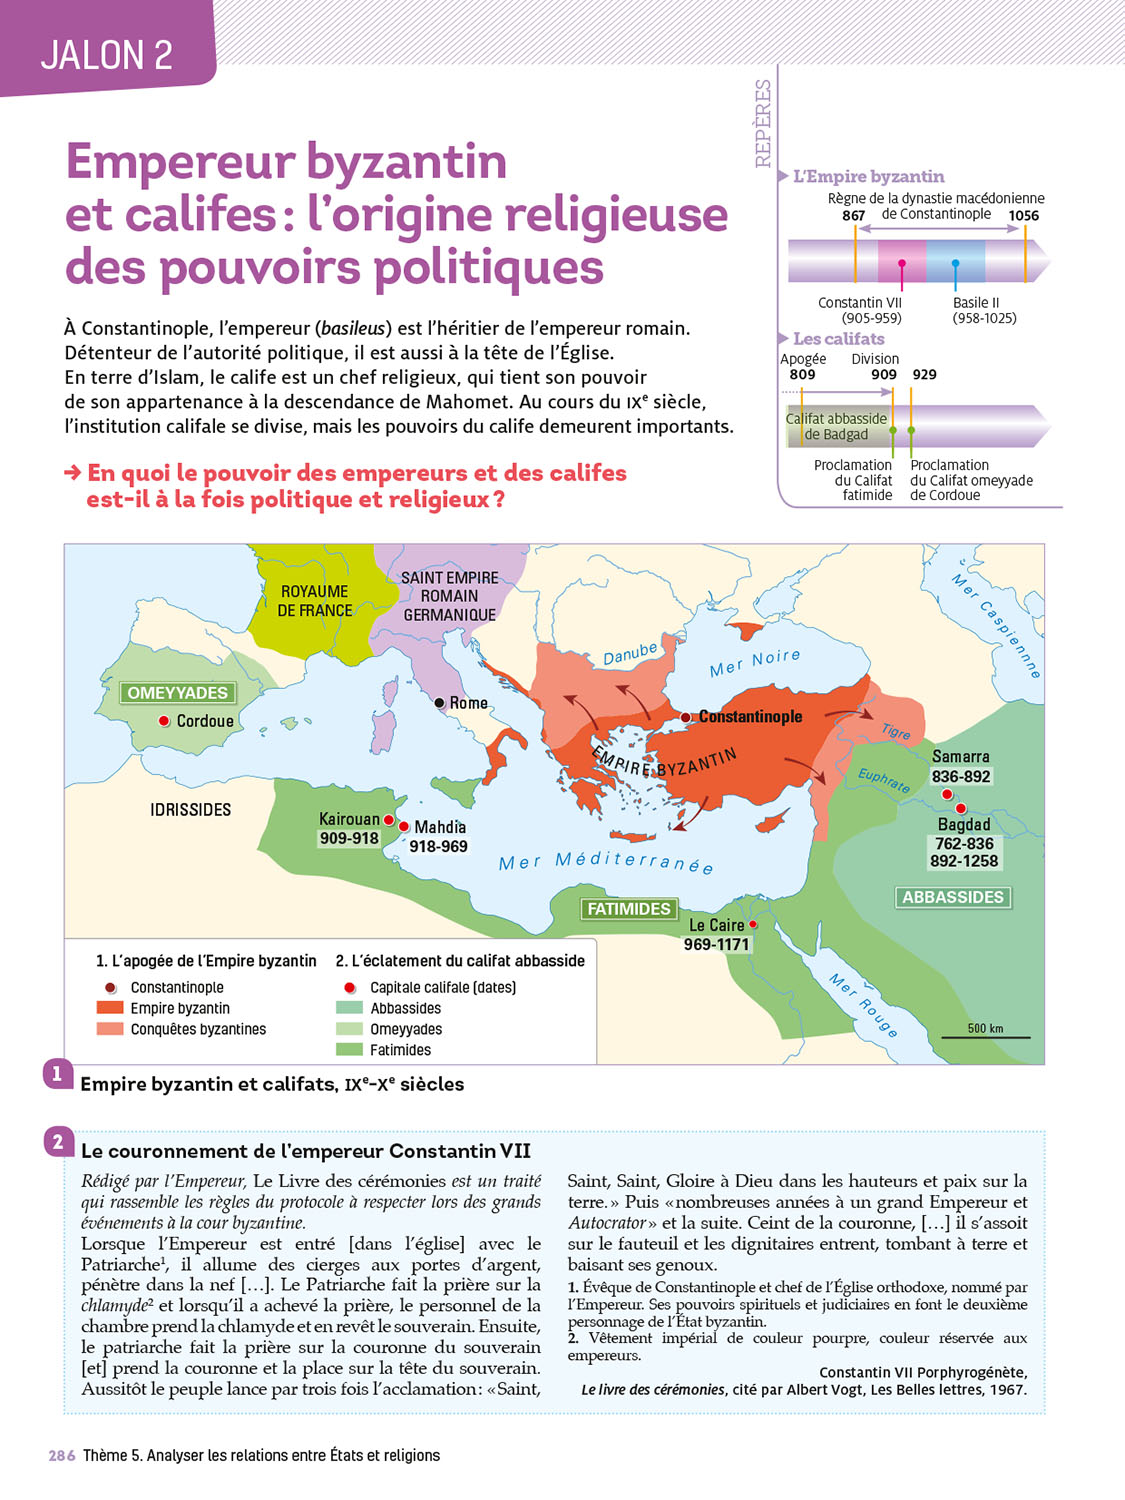 JALON 2
Empereur byzantin
et califes : l'origine religieuse
des pouvoirs politiques
À Constantinople, l'empereur (basileus) est l'héritier de l'empereur romain.
Détenteur de l'autorité politique, il est aussi à la tête de l'Église.
En terre d'Islam, le calife est un chef religieux, qui tient son pouvoir
de son appartenance à la descendance de Mahomet. Au cours du IXe siècle,
l'institution califale se divise, mais les pouvoirs du calife demeurent importants.
→ En quoi le pouvoir des empereurs et des califes
est-il à la fois politique et religieux ?
REPÈRES
L'Empire byzantin
Règne de la dynastie macédonienne
de Constantinople
867
1056
Constantin VII
(905-959)
Basile II
(958-1025)
Les califats
Apogée
809
Division
909
929
Califat abbasside
de Badgad
Proclamation
du Califat
fatimide
Proclamation
du Califat omeyyade
de Cordoue
ROYAUME
DE FRANCE
SAINT EMPIRE
ROMAIN
GERMANIQUE
Mer Caspienne
Danube
Mer Noire
OMEYYADES
Cordoue
Rome
Constantinople
EMPIRE BYZANTIN
Tigre
Euphrate
Samarra
836-892
Bagdad
762-836
892-1258
IDRISSIDES
Kairouan
909-918
Mahdia
918-969
Mer Méditerranée
ABBASSIDES
FATIMIDES
Le Caire
969-1171
Mer Rouge
500 km
1. L'apogée de l'Empire byzantin
Constantinople
Empire byzantin
Conquêtes byzantines
2. L'éclatement du califat abbasside
Capitale califale (dates)
Abbassides
Omeyyades
Fatimides
1
Empire byzantin et califats, IXe-Xe siècles
2
Le couronnement de l'empereur Constantin VII
Rédigé par l'Empereur, Le Livre des cérémonies est un traité
qui rassemble les règles du protocole à respecter lors des grands
événements à la cour byzantine.
Lorsque l'Empereur est entré [dans l'église] avec le
Patriarche1, il allume des cierges aux portes d'argent,
pénètre dans la nef […]. Le Patriarche fait la prière sur la
chlamyde2 et lorsqu'il a achevé la prière, le personnel de la
chambre prend la chlamyde et en revêt le souverain. Ensuite,
le patriarche fait la prière sur la couronne du souverain
[et] prend la couronne et la place sur la tête du souverain.
Aussitôt le peuple lance par trois fois l'acclamation : « Saint,
Saint, Saint, Gloire à Dieu dans les hauteurs et paix sur la
terre. » Puis « nombreuses années à un grand Empereur et
Autocrator » et la suite. Ceint de la couronne, […] il s'assoit
sur le fauteuil et les dignitaires entrent, tombant à terre et
baisant ses genoux.
1. Évêque de Constantinople et chef de l'Église orthodoxe, nommé par
l'Empereur. Ses pouvoirs spirituels et judiciaires en font le deuxième
personnage de l'État byzantin.
2. Vêtement impérial de couleur pourpre, couleur réservée aux
empereurs.
Constantin VII Porphyrogénète,
Le livre des cérémonies, cité par Albert Vogt, Les Belles lettres, 1967.
286 Thème 5. Analyser les relations entre États et religions